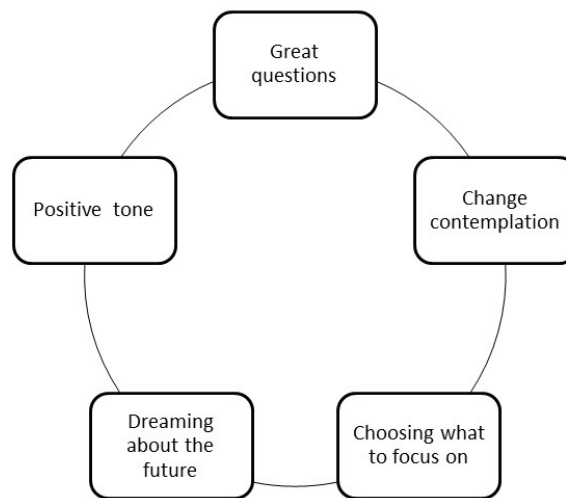 Great
questions
Change
contemplation
Choosing what
to focus on
Dreaming
about the
future
Positive tone